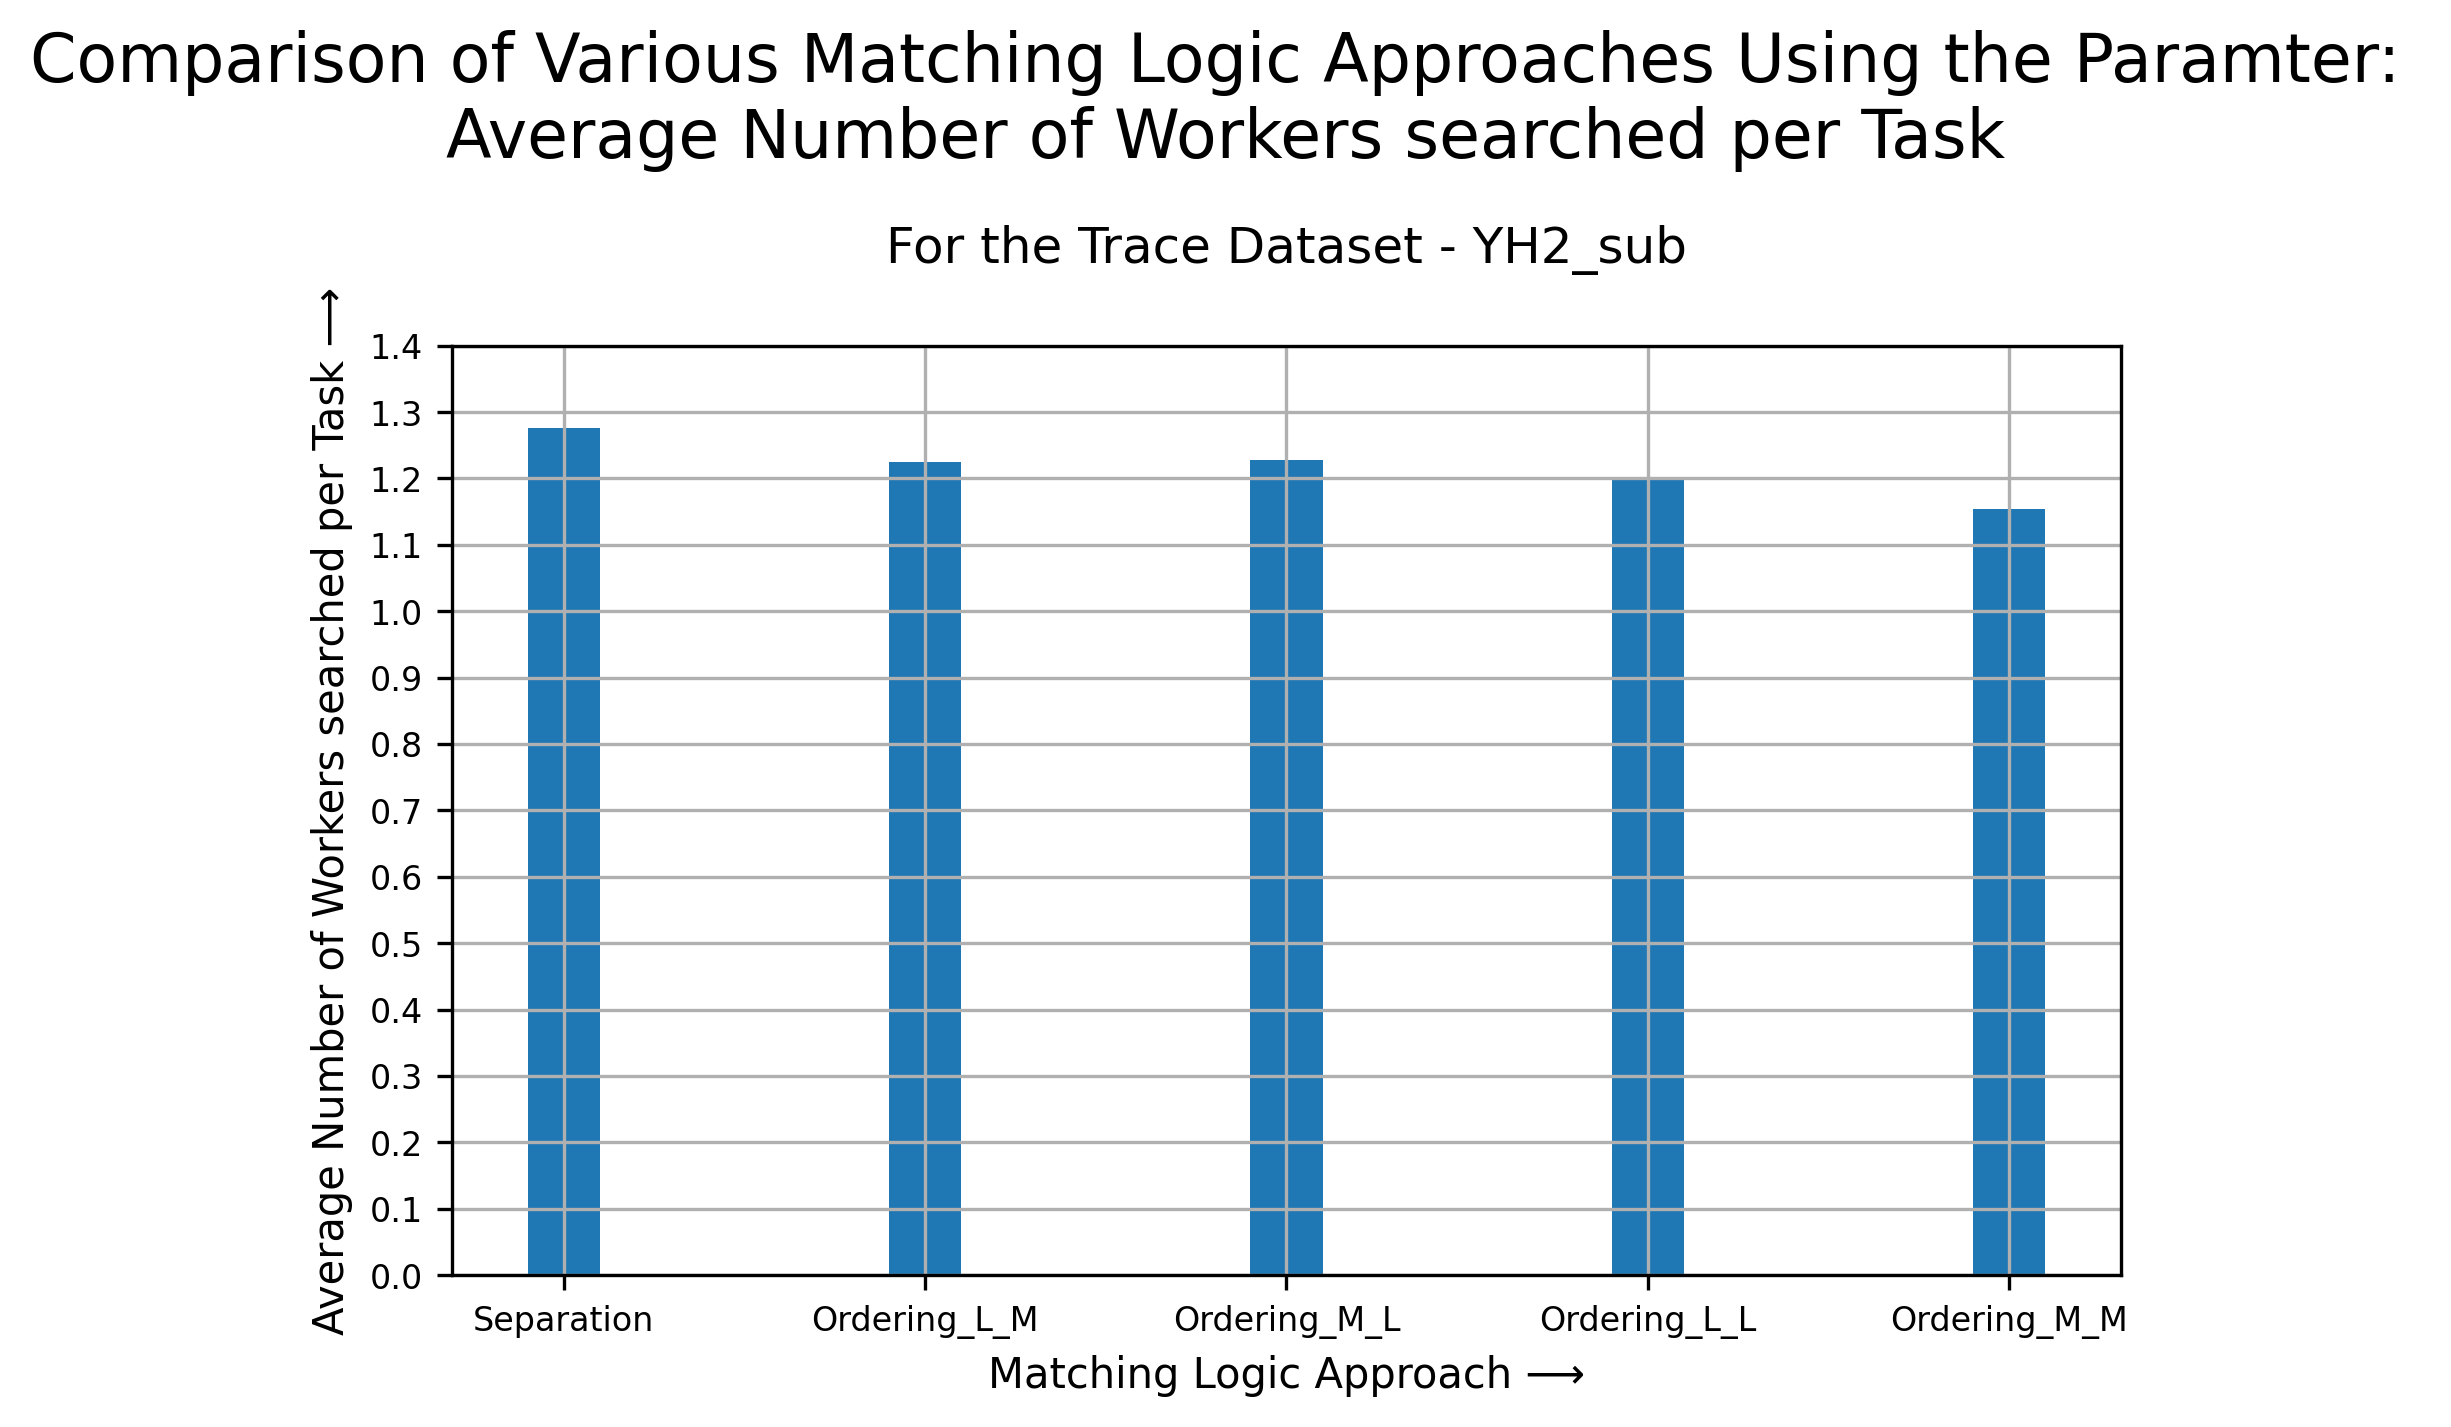 Comparison of Various Matching Logic Approaches Using the Paramter:
Average Number of Workers searched per Task
For the Trace Dataset - YH2_sub
Average Number of Workers searched per Task ⟶
1.4
1.3
1.2
1.1
1.0
0.9
0.8
0.7
0.6
0.5
0.4
0.3
0.2
0.1
0.0
Separation Ordering_L_M Ordering_M_L Ordering_L_L Ordering_M_M
Matching Logic Approach ⟶